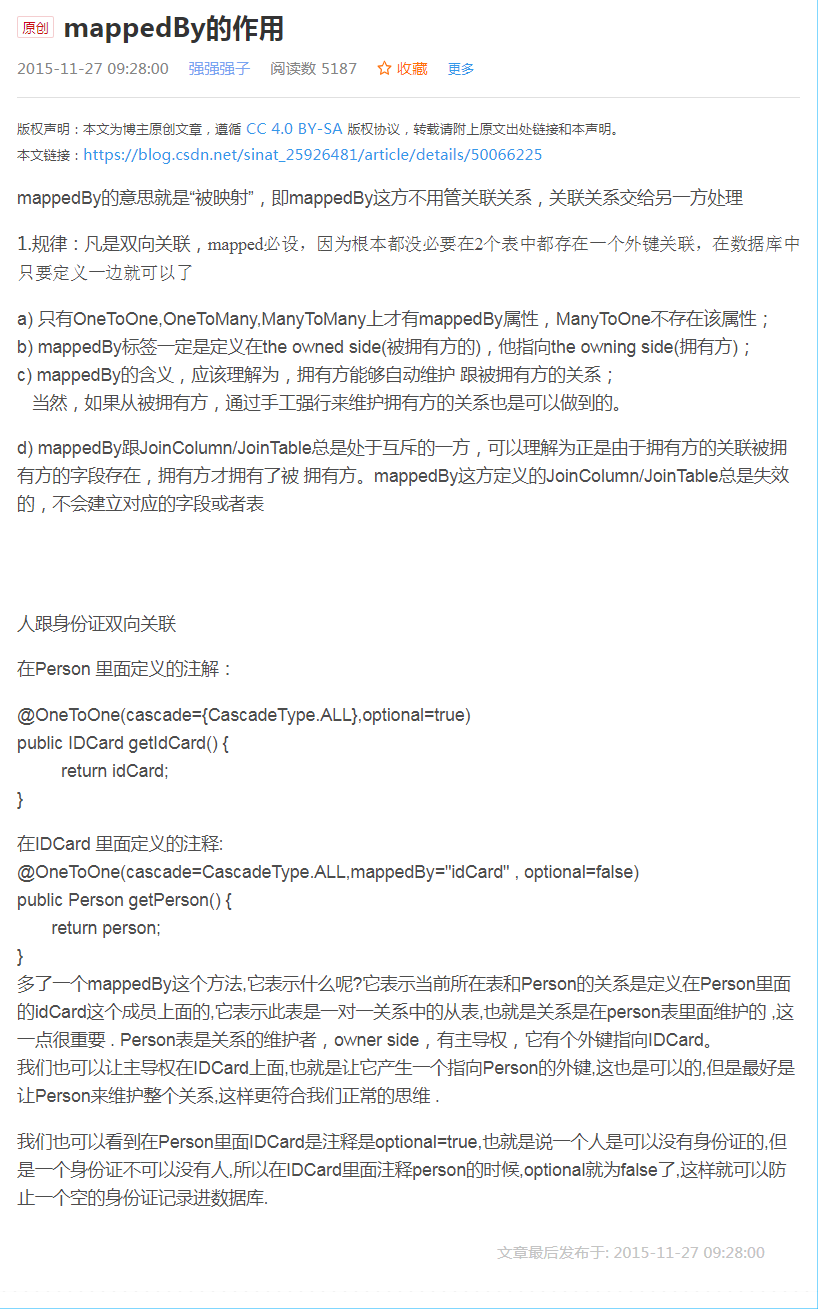 原创 mappedBy的作用
2015-11-27 09:28:00 强强强子 阅读数 5187 收藏 更多
版权声明：本文为博主原创文章，遵循 CC 4.0 BY-SA 版权协议，转载请附上原文出处链接和本声明。
本文链接：https://blog.csdn.net/sinat_25926481/article/details/50066225
mappedBy的意思就是“被映射”，即mappedBy这方不用管关联关系，关联关系交给另一方处理
1.规律：凡是双向关联，mapped必设，因为根本都没必要在2个表中都存在一个外键关联，在数据库中
只要定义一边就可以了
a) 只有OneToOne,OneToMany,ManyToMany上才有mappedBy属性，ManyToOne不存在该属性；
b) mappedBy标签一定是定义在the owned side(被拥有方的)，他指向the owning side(拥有方)；
c) mappedBy的含义，应该理解为，拥有方能够自动维护 跟被拥有方的关系；
当然，如果从被拥有方，通过手工强行来维护拥有方的关系也是可以做到的。
d) mappedBy跟JoinColumn/JoinTable总是处于互斥的一方，可以理解为正是由于拥有方的关联被拥
有方的字段存在，拥有方才拥有了被 拥有方。mappedBy这方定义的JoinColumn/JoinTable总是失效
的，不会建立对应的字段或者表
人跟身份证双向关联
在Person 里面定义的注解：
@OneToOne(cascade={CascadeType.ALL},optional=true)
public IDCard getIdCard() {
return idCard;
}
在IDCard 里面定义的注释:
@OneToOne(cascade=CascadeType.ALL,mappedBy="idCard" , optional=false)
public Person getPerson() {
return person;
}
多了一个mappedBy这个方法,它表示什么呢?它表示当前所在表和Person的关系是定义在Person里面
的idCard这个成员上面的,它表示此表是一对一关系中的从表,也就是关系是在person表里面维护的 ,这
一点很重要 . Person表是关系的维护者，owner side，有主导权，它有个外键指向IDCard。
我们也可以让主导权在IDCard上面,也就是让它产生一个指向Person的外键,这也是可以的,但是最好是
让Person来维护整个关系,这样更符合我们正常的思维 .
我们也可以看到在Person里面IDCard是注释是optional=true,也就是说一个人是可以没有身份证的,但
是一个身份证不可以没有人,所以在IDCard里面注释person的时候,optional就为false了,这样就可以防
止一个空的身份证记录进数据库.
文章最后发布于: 2015-11-27 09:28:00